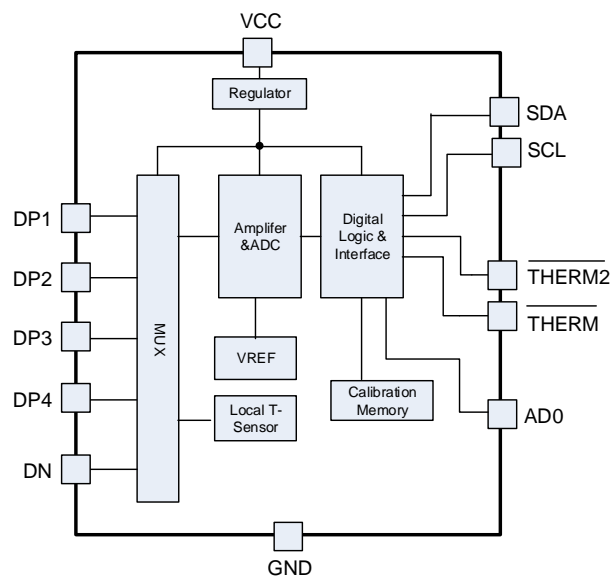 VCC
Regulator
SDA
SCL
DP1
DP2
DP3
DP4
DN
MUX
Amplifer
&ADC
Digital
Logic &
Interface
THERM2
THERM
VREF
Local T-
Sensor
Calibration
Memory
AD0
GND